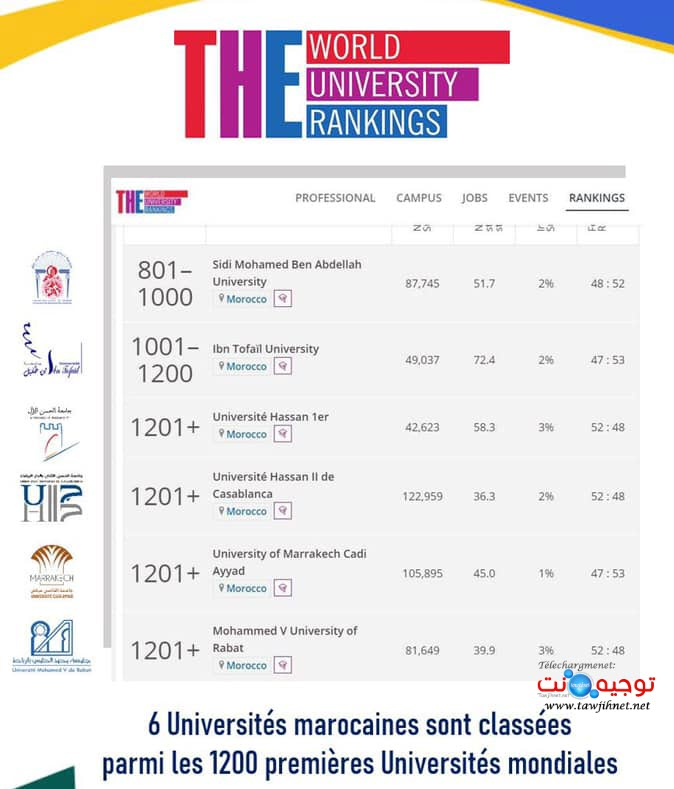 THE WORLD
UNIVERSITY
RANKINGS
THE WORLD
UNIVERSITY
RANKINGS
PROFESSIONAL CAMPUS JOBS EVENTS RANKINGS
801–
1000
Sidi Mohamed Ben Abdellah
University
Morocco
87,745 51.7 2% 48 : 52
1001–
1200
Ibn Tofaïl University
Morocco
49,037 72.4 2% 47 : 53
جامعة الحسن الأول
1201+
Université Hassan 1er
Morocco
42,623 58.3 3% 52 : 48
1201+
Université Hassan II de
Casablanca
Morocco
122,959 36.3 2% 52 : 48
MARRAKECH
1201+
University of Marrakech Cadi
Ayyad
Morocco
105,895 45.0 1% 47 : 53
Université Mohamed V de Rabat
1201+
Mohammed V University of
Rabat
Morocco
81,649 39.9 3% 52 : 48
Téléchargmenet:
توجيه نت
www.tawjihnet.net
6 Universités marocaines sont classées
parmi les 1200 premières Universités mondiales